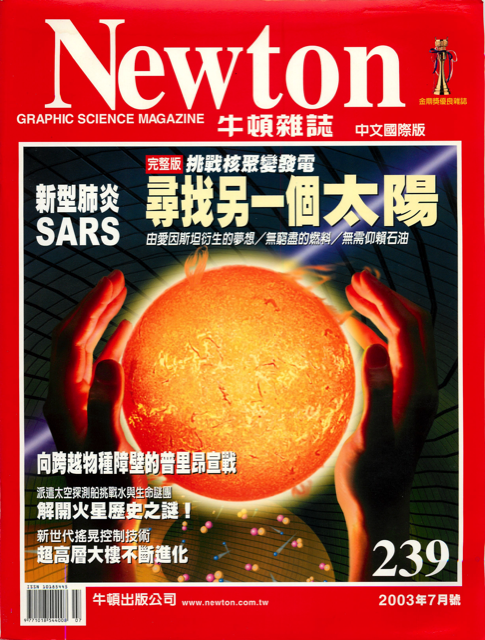 Newton
GRAPHIC SCIENCE MAGAZINE
牛頓雜誌 中文國際版
金鼎獎優良雜誌
完整版 挑戰核聚變發電
尋找另一個太陽
由愛因斯坦衍生的夢想／無窮盡的燃料／無需仰賴石油
新型肺炎
SARS
向跨越物種障壁的普里昂宣戰
派遣太空探測船挑戰水與生命謎團
解開火星歷史之謎！
新世代搖晃控制技術
超高層大樓不斷進化
239
牛頓出版公司 www.newton.com.tw
2003年7月號
07